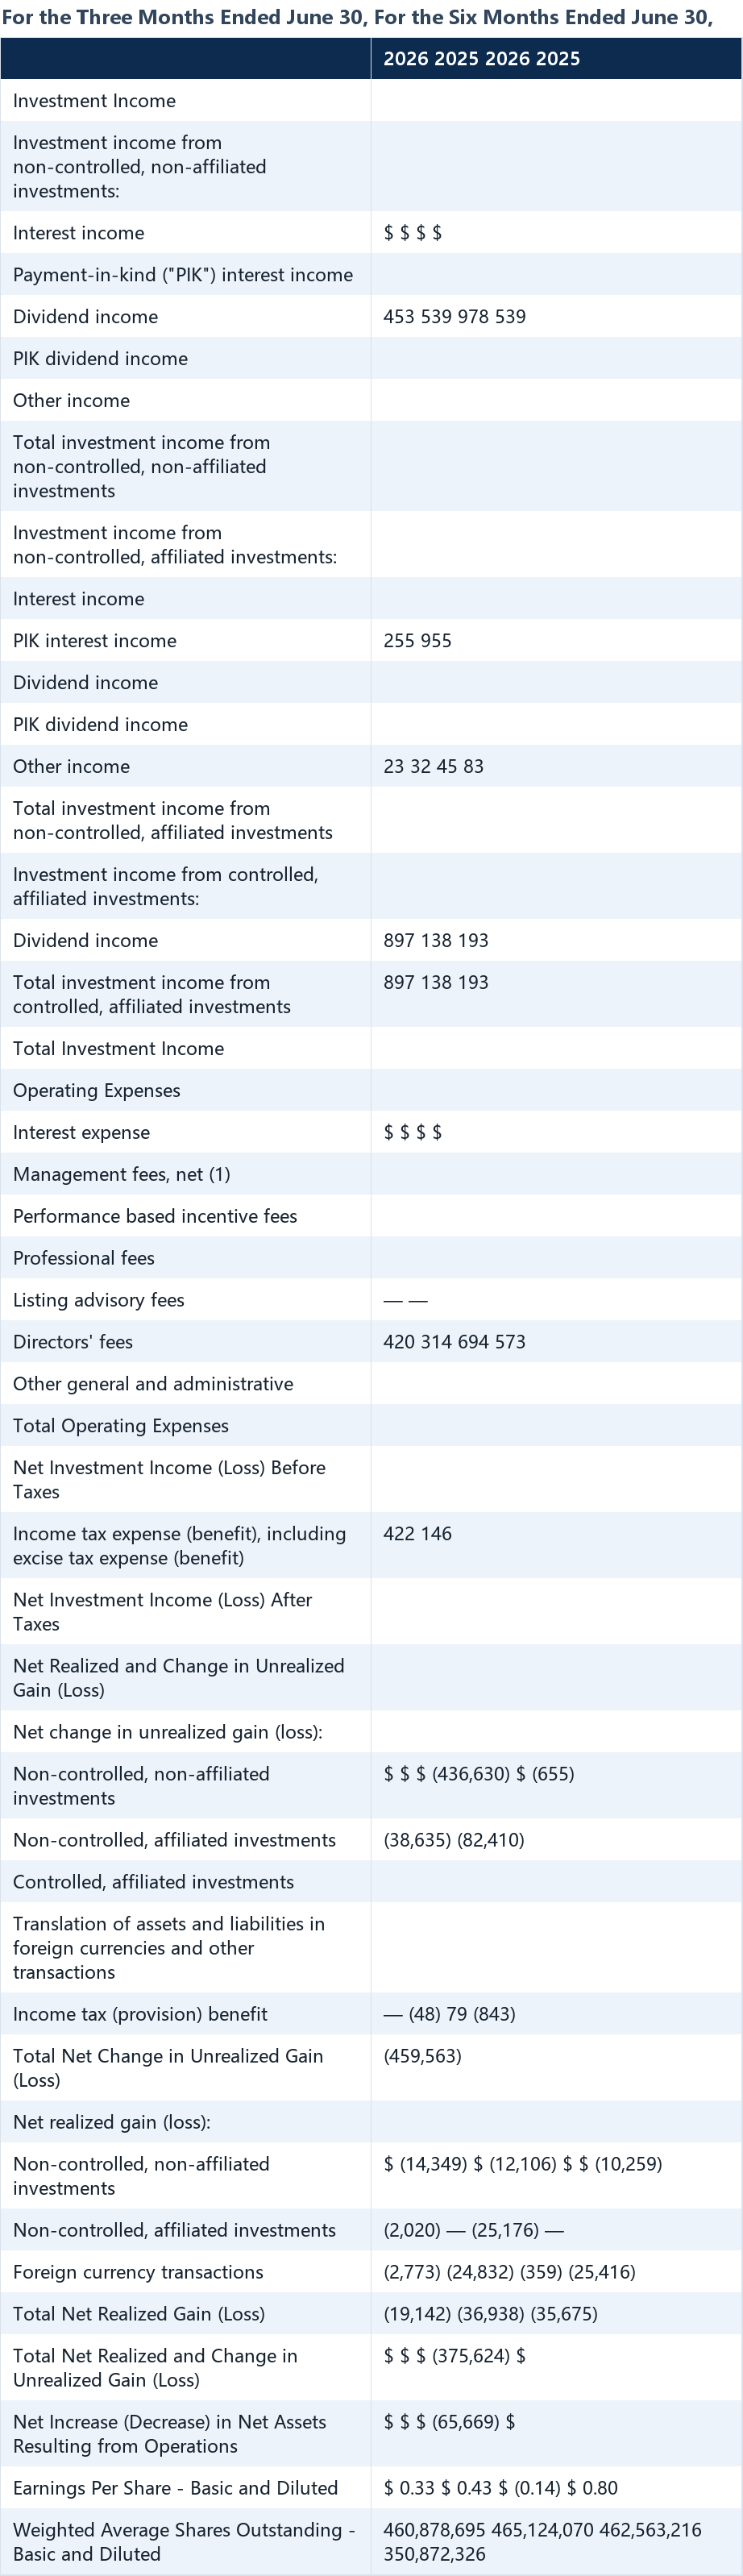 For the Three Months Ended June 30, For the Six Months Ended June 30,
2026 2025 2026 2025
Investment Income
Investment income from
non-controlled, non-affiliated
investments:
Interest income $ $ $ $
Payment-in-kind ("PIK") interest income
Dividend income 453 539 978 539
PIK dividend income
Other income
Total investment income from
non-controlled, non-affiliated
investments
Investment income from
non-controlled, affiliated investments:
Interest income
PIK interest income 255 955
Dividend income
PIK dividend income
Other income 23 32 45 83
Total investment income from
non-controlled, affiliated investments
Investment income from controlled,
affiliated investments:
Dividend income 897 138 193
Total investment income from 897 138 193
controlled, affiliated investments
Total Investment Income
Operating Expenses
Interest expense $ $ $ $
Management fees, net (1)
Performance based incentive fees
Professional fees
Listing advisory fees — —
Directors' fees 420 314 694 573
Other general and administrative
Total Operating Expenses
Net Investment Income (Loss) Before
Taxes
Income tax expense (benefit), including 422 146
excise tax expense (benefit)
Net Investment Income (Loss) After
Taxes
Net Realized and Change in Unrealized
Gain (Loss)
Net change in unrealized gain (loss):
Non-controlled, non-affiliated $ $ $ (436,630) $ (655)
investments
Non-controlled, affiliated investments (38,635) (82,410)
Controlled, affiliated investments
Translation of assets and liabilities in
foreign currencies and other
transactions
Income tax (provision) benefit — (48) 79 (843)
Total Net Change in Unrealized Gain (459,563)
(Loss)
Net realized gain (loss):
Non-controlled, non-affiliated $ (14,349) $ (12,106) $ $ (10,259)
investments
Non-controlled, affiliated investments (2,020) — (25,176) —
Foreign currency transactions (2,773) (24,832) (359) (25,416)
Total Net Realized Gain (Loss) (19,142) (36,938) (35,675)
Total Net Realized and Change in $ $ $ (375,624) $
Unrealized Gain (Loss)
Net Increase (Decrease) in Net Assets $ $ $ (65,669) $
Resulting from Operations
Earnings Per Share - Basic and Diluted $ 0.33 $ 0.43 $ (0.14) $ 0.80
Weighted Average Shares Outstanding - 460,878,695 465,124,070 462,563,216
Basic and Diluted 350,872,326